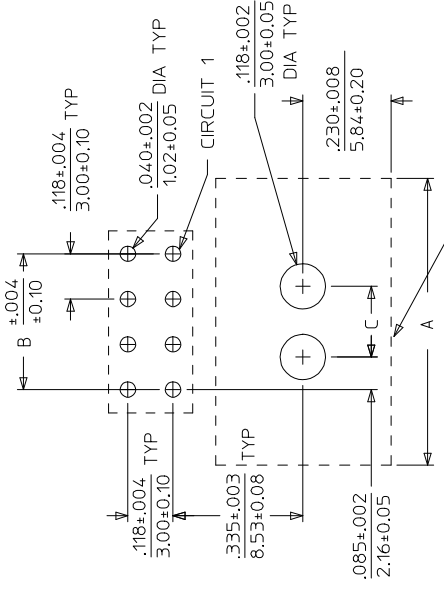 B ±.004
±0.10
.118±.004 TYP
3.00±0.10
.040±.002 DIA TYP
1.02±0.05
CIRCUIT 1
.118±.002
3.00±0.05
DIA TYP
.118±.004 TYP
3.00±0.10
.335±.003 TYP
8.53±0.08
.230±.008
5.84±0.20
C
A
.085±.002
2.16±0.05